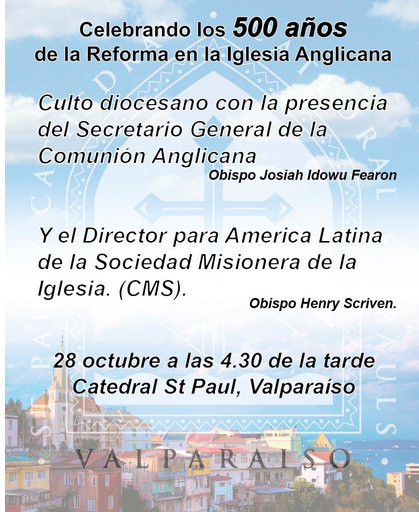 Celebrando los 500 años
de la Reforma en la Iglesia Anglicana
Culto diocesano con la presencia
del Secretario General de la
Comunión Anglicana
Obispo Josiah Idowu Fearon
Y el Director para America Latina
de la Sociedad Misionera de la
Iglesia. (CMS).
Obispo Henry Scriven.
28 octubre a las 4.30 de la tarde
Catedral St Paul, Valparaíso
VALPARAISO